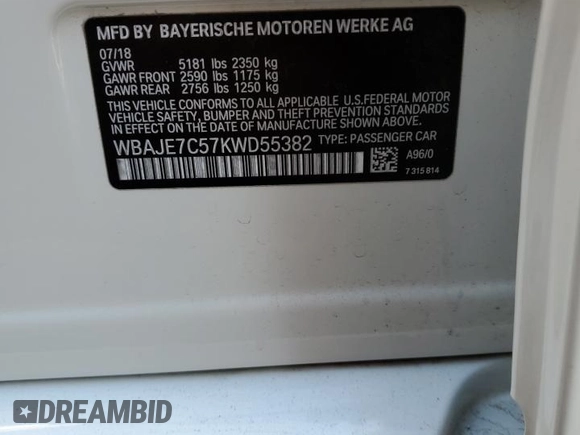 MFD BY BAYERISCHE MOTOREN WERKE AG
07/18
GVWR 5181 lbs 2350 kg
GAWR FRONT 2590 lbs 1175 kg
GAWR REAR 2756 lbs 1250 kg
THIS VEHICLE CONFORMS TO ALL APPLICABLE U.S.FEDERAL MOTOR
VEHICLE SAFETY, BUMPER AND THEFT PREVENTION STANDARDS IN
EFFECT ON THE DATE OF MANUFACTURE SHOWN ABOVE.
WBAJE7C57KWD55382 TYPE: PASSENGER CAR
A96/0
7 315 814
DREAMBID